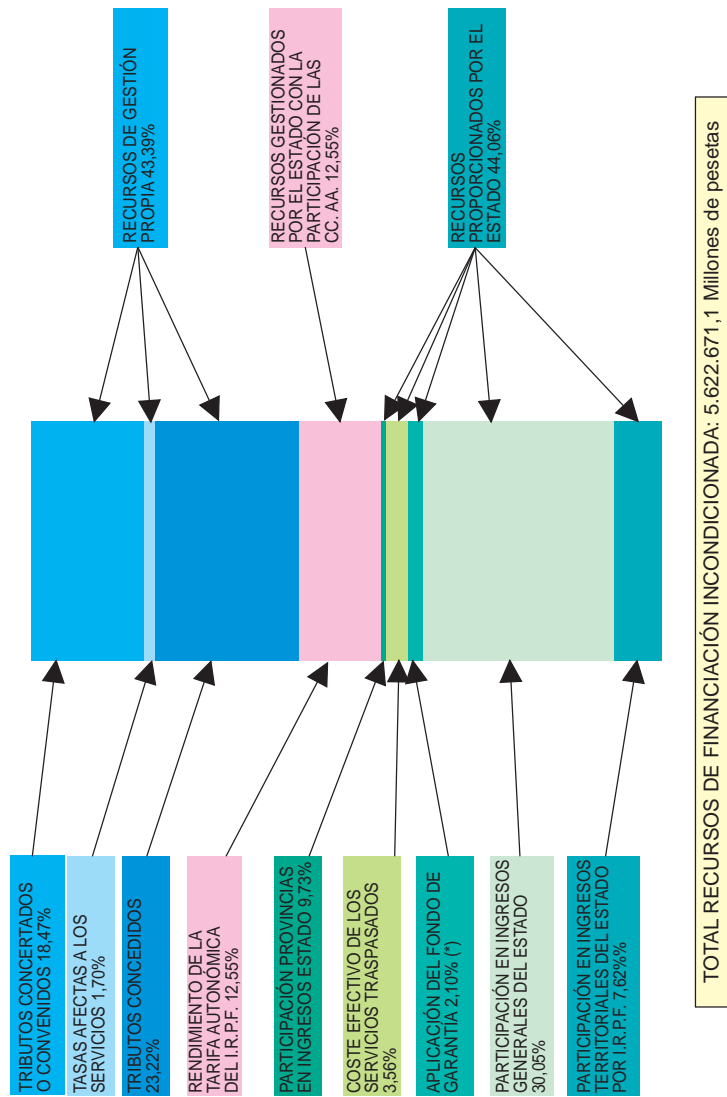 TRIBUTOS CONCERTADOS
O CONVENIDOS 18,47%
TASAS AFECTAS A LOS
SERVICIOS 1,70%
TRIBUTOS CONCEDIDOS
23,22%
RENDIMIENTO DE LA
TARIFA AUTONÓMICA
DEL I.R.P.F. 12,55%
PARTICIPACIÓN PROVINCIAS
EN INGRESOS ESTADO 9,73%
COSTE EFECTIVO DE LOS
SERVICIOS TRASPASADOS
3,56%
APLICACIÓN DEL FONDO DE
GARANTÍA 2,10% (*)
PARTICIPACIÓN EN INGRESOS
GENERALES DEL ESTADO
30,05%
PARTICIPACIÓN EN INGRESOS
TERRITORIALES DEL ESTADO
POR I.R.P.F. 7,62%%
RECURSOS DE GESTIÓN
PROPIA 43,39%
RECURSOS GESTIONADOS
POR EL ESTADO CON LA
PARTICIPACIÓN DE LAS
CC. AA. 12,55%
RECURSOS
PROPORCIONADOS POR EL
ESTADO 44,06%
TOTAL RECURSOS DE FINANCIACIÓN INCONDICIONADA: 5.622.671,1 Millones de pesetas